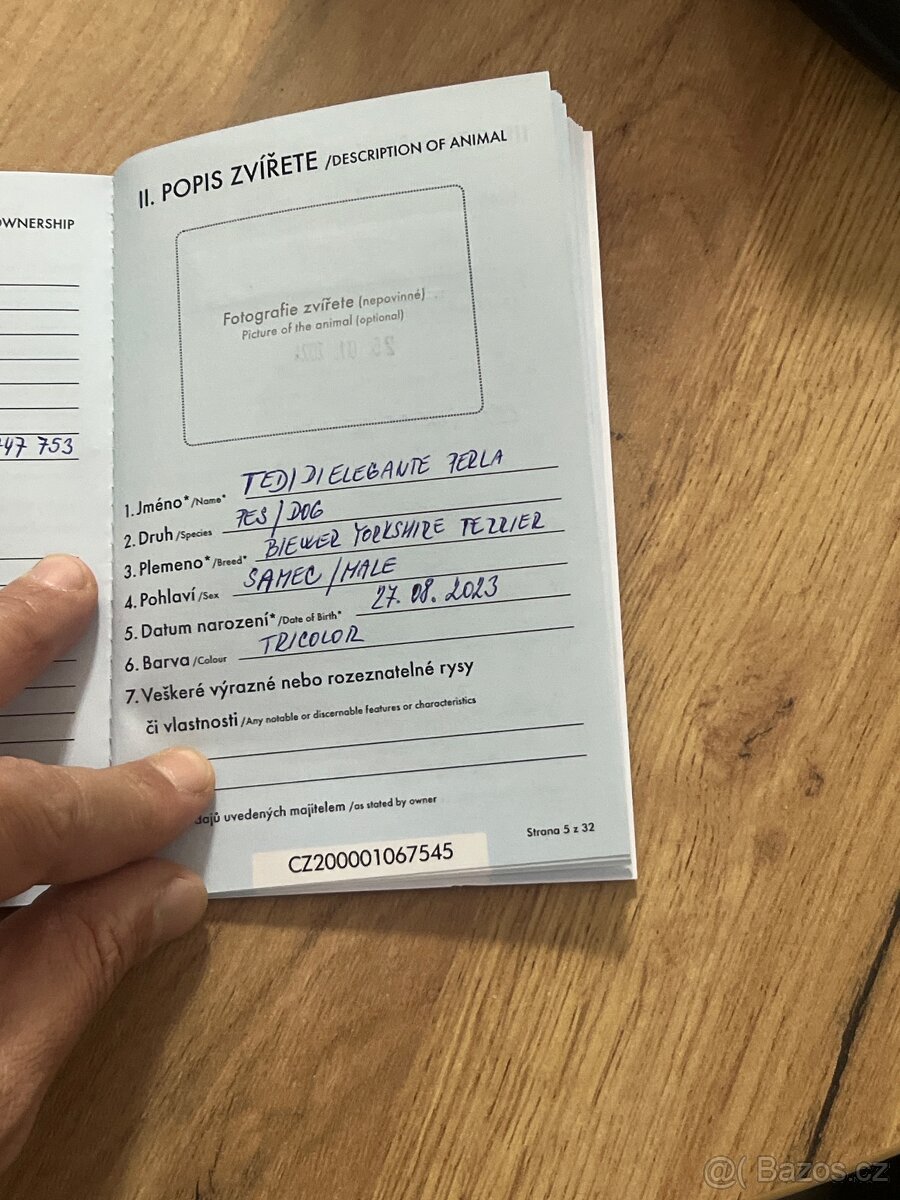 OWNERSHIP
47 753
II. POPIS ZVÍŘETE /DESCRIPTION OF ANIMAL
Fotografie zvířete (nepovinné)
Picture of the animal (optional)
1. Jméno* /Name* TEDI DI ELEGANTE PERLA
2. Druh /Species PES / DOG
3. Plemeno* /Breed* BIEWER YORKSHIRE TERRIER
4. Pohlaví /Sex SAMEC / MALE
5. Datum narození* /Date of Birth* 27. 08. 2023
6. Barva /Colour TRICOLOR
7. Veškeré výrazné nebo rozeznatelné rysy
či vlastnosti /Any notable or discernable features or characteristics
uvedených majitelem /as stated by owner
Strana 5 z 32
CZ200001067545
@( Bazos.cz